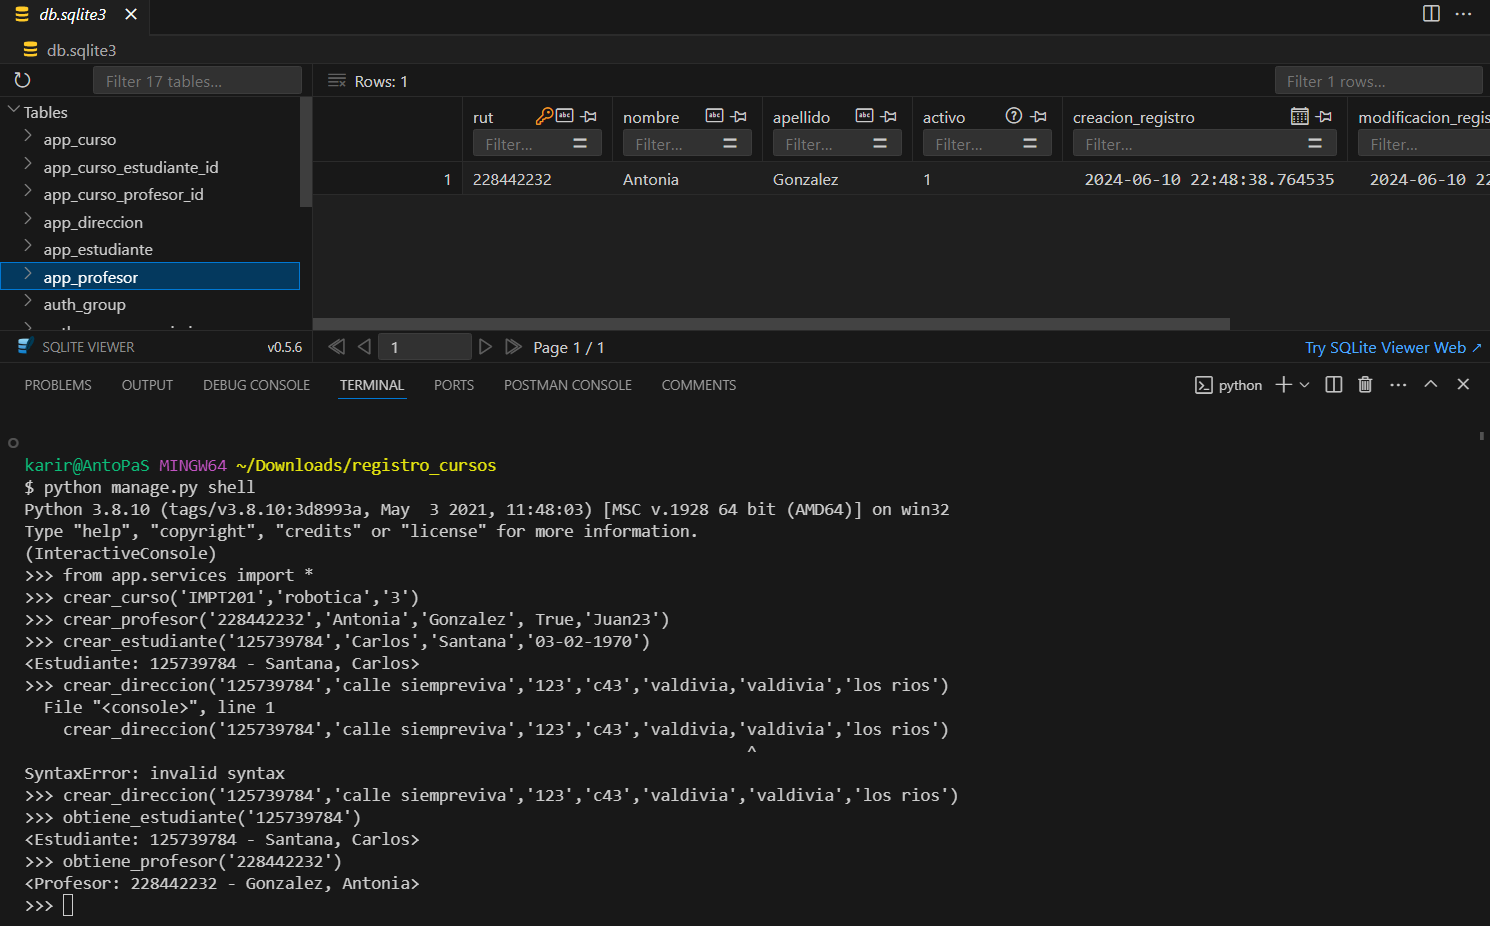 db.sqlite3
db.sqlite3
Filter 17 tables...
Rows: 1
Filter 1 rows...
Tables
app_curso
app_curso_estudiante_id
app_curso_profesor_id
app_direccion
app_estudiante
app_profesor
auth_group
rut nombre apellido activo creacion_registro modificacion_regis
Filter... Filter... Filter... Filter... Filter... Filter...
1 228442232 Antonia Gonzalez 1 2024-06-10 22:48:38.764535 2024-06-10 22
SQLITE VIEWER v0.5.6
1 Page 1 / 1
Try SQLite Viewer Web ↗
PROBLEMS OUTPUT DEBUG CONSOLE TERMINAL PORTS POSTMAN CONSOLE COMMENTS
python
karir@AntoPaS MINGW64 ~/Downloads/registro_cursos
$ python manage.py shell
Python 3.8.10 (tags/v3.8.10:3d8993a, May  3 2021, 11:48:03) [MSC v.1928 64 bit (AMD64)] on win32
Type "help", "copyright", "credits" or "license" for more information.
(InteractiveConsole)
>>> from app.services import *
>>> crear_curso('IMPT201','robotica','3')
>>> crear_profesor('228442232','Antonia','Gonzalez', True,'Juan23')
>>> crear_estudiante('125739784','Carlos','Santana','03-02-1970')
<Estudiante: 125739784 - Santana, Carlos>
>>> crear_direccion('125739784','calle siempreviva','123','c43','valdivia,'valdivia','los rios')
File "<console>", line 1
crear_direccion('125739784','calle siempreviva','123','c43','valdivia,'valdivia','los rios')
^
SyntaxError: invalid syntax
>>> crear_direccion('125739784','calle siempreviva','123','c43','valdivia','valdivia','los rios')
>>> obtiene_estudiante('125739784')
<Estudiante: 125739784 - Santana, Carlos>
>>> obtiene_profesor('228442232')
<Profesor: 228442232 - Gonzalez, Antonia>
>>>